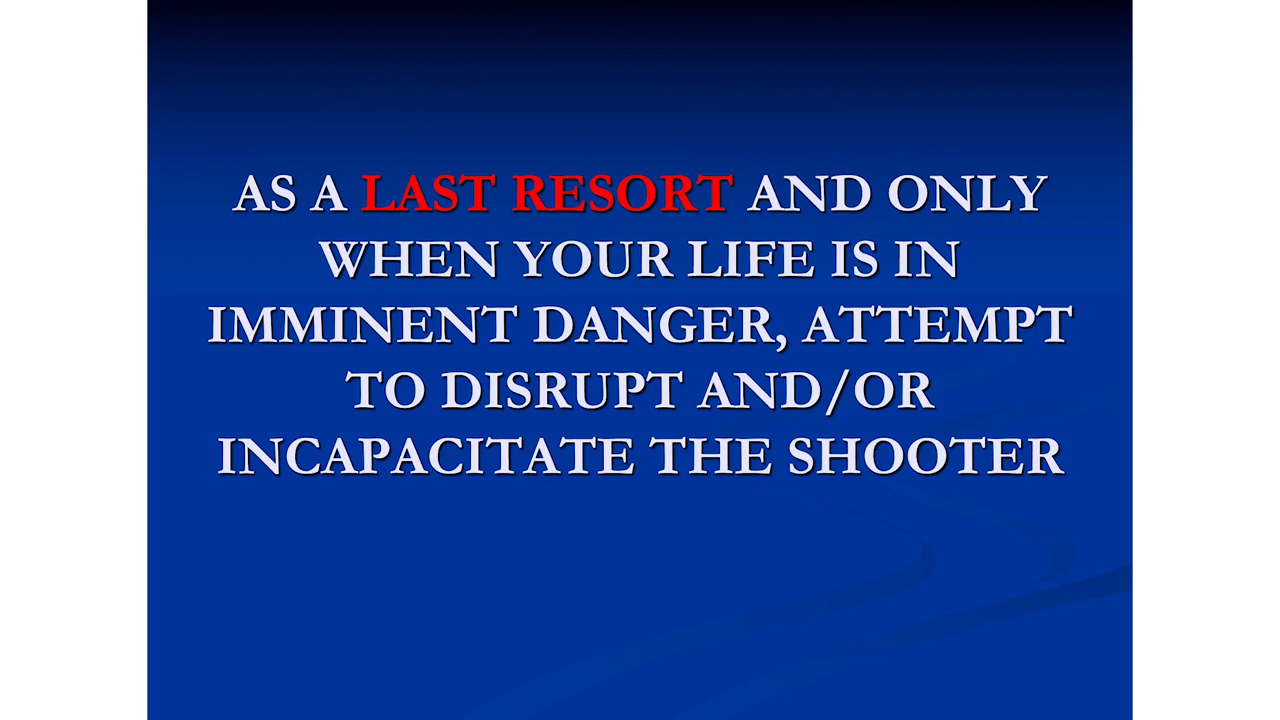 AS A LAST RESORT AND ONLY
WHEN YOUR LIFE IS IN
IMMINENT DANGER, ATTEMPT
TO DISRUPT AND/OR
INCAPACITATE THE SHOOTER